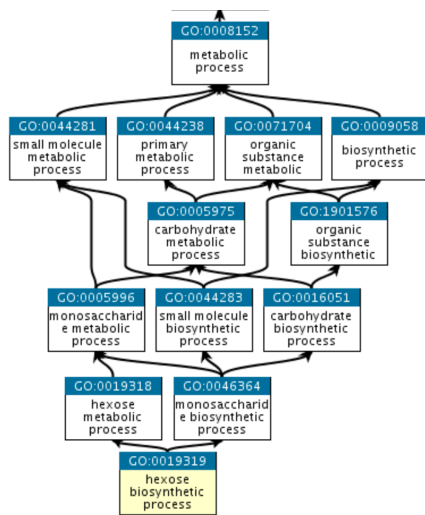 GO:0008152
metabolic
process
GO:0044281
small molecule
metabolic
process
GO:0044238
primary
metabolic
process
GO:0071704
organic
substance
metabolic
GO:0009058
biosynthetic
process
GO:0005975
carbohydrate
metabolic
process
GO:1901576
organic
substance
biosynthetic
GO:0005996
monosaccharid
e metabolic
process
GO:0044283
small molecule
biosynthetic
process
GO:0016051
carbohydrate
biosynthetic
process
GO:0019318
hexose
metabolic
process
GO:0046364
monosaccharid
e biosynthetic
process
GO:0019319
hexose
biosynthetic
process